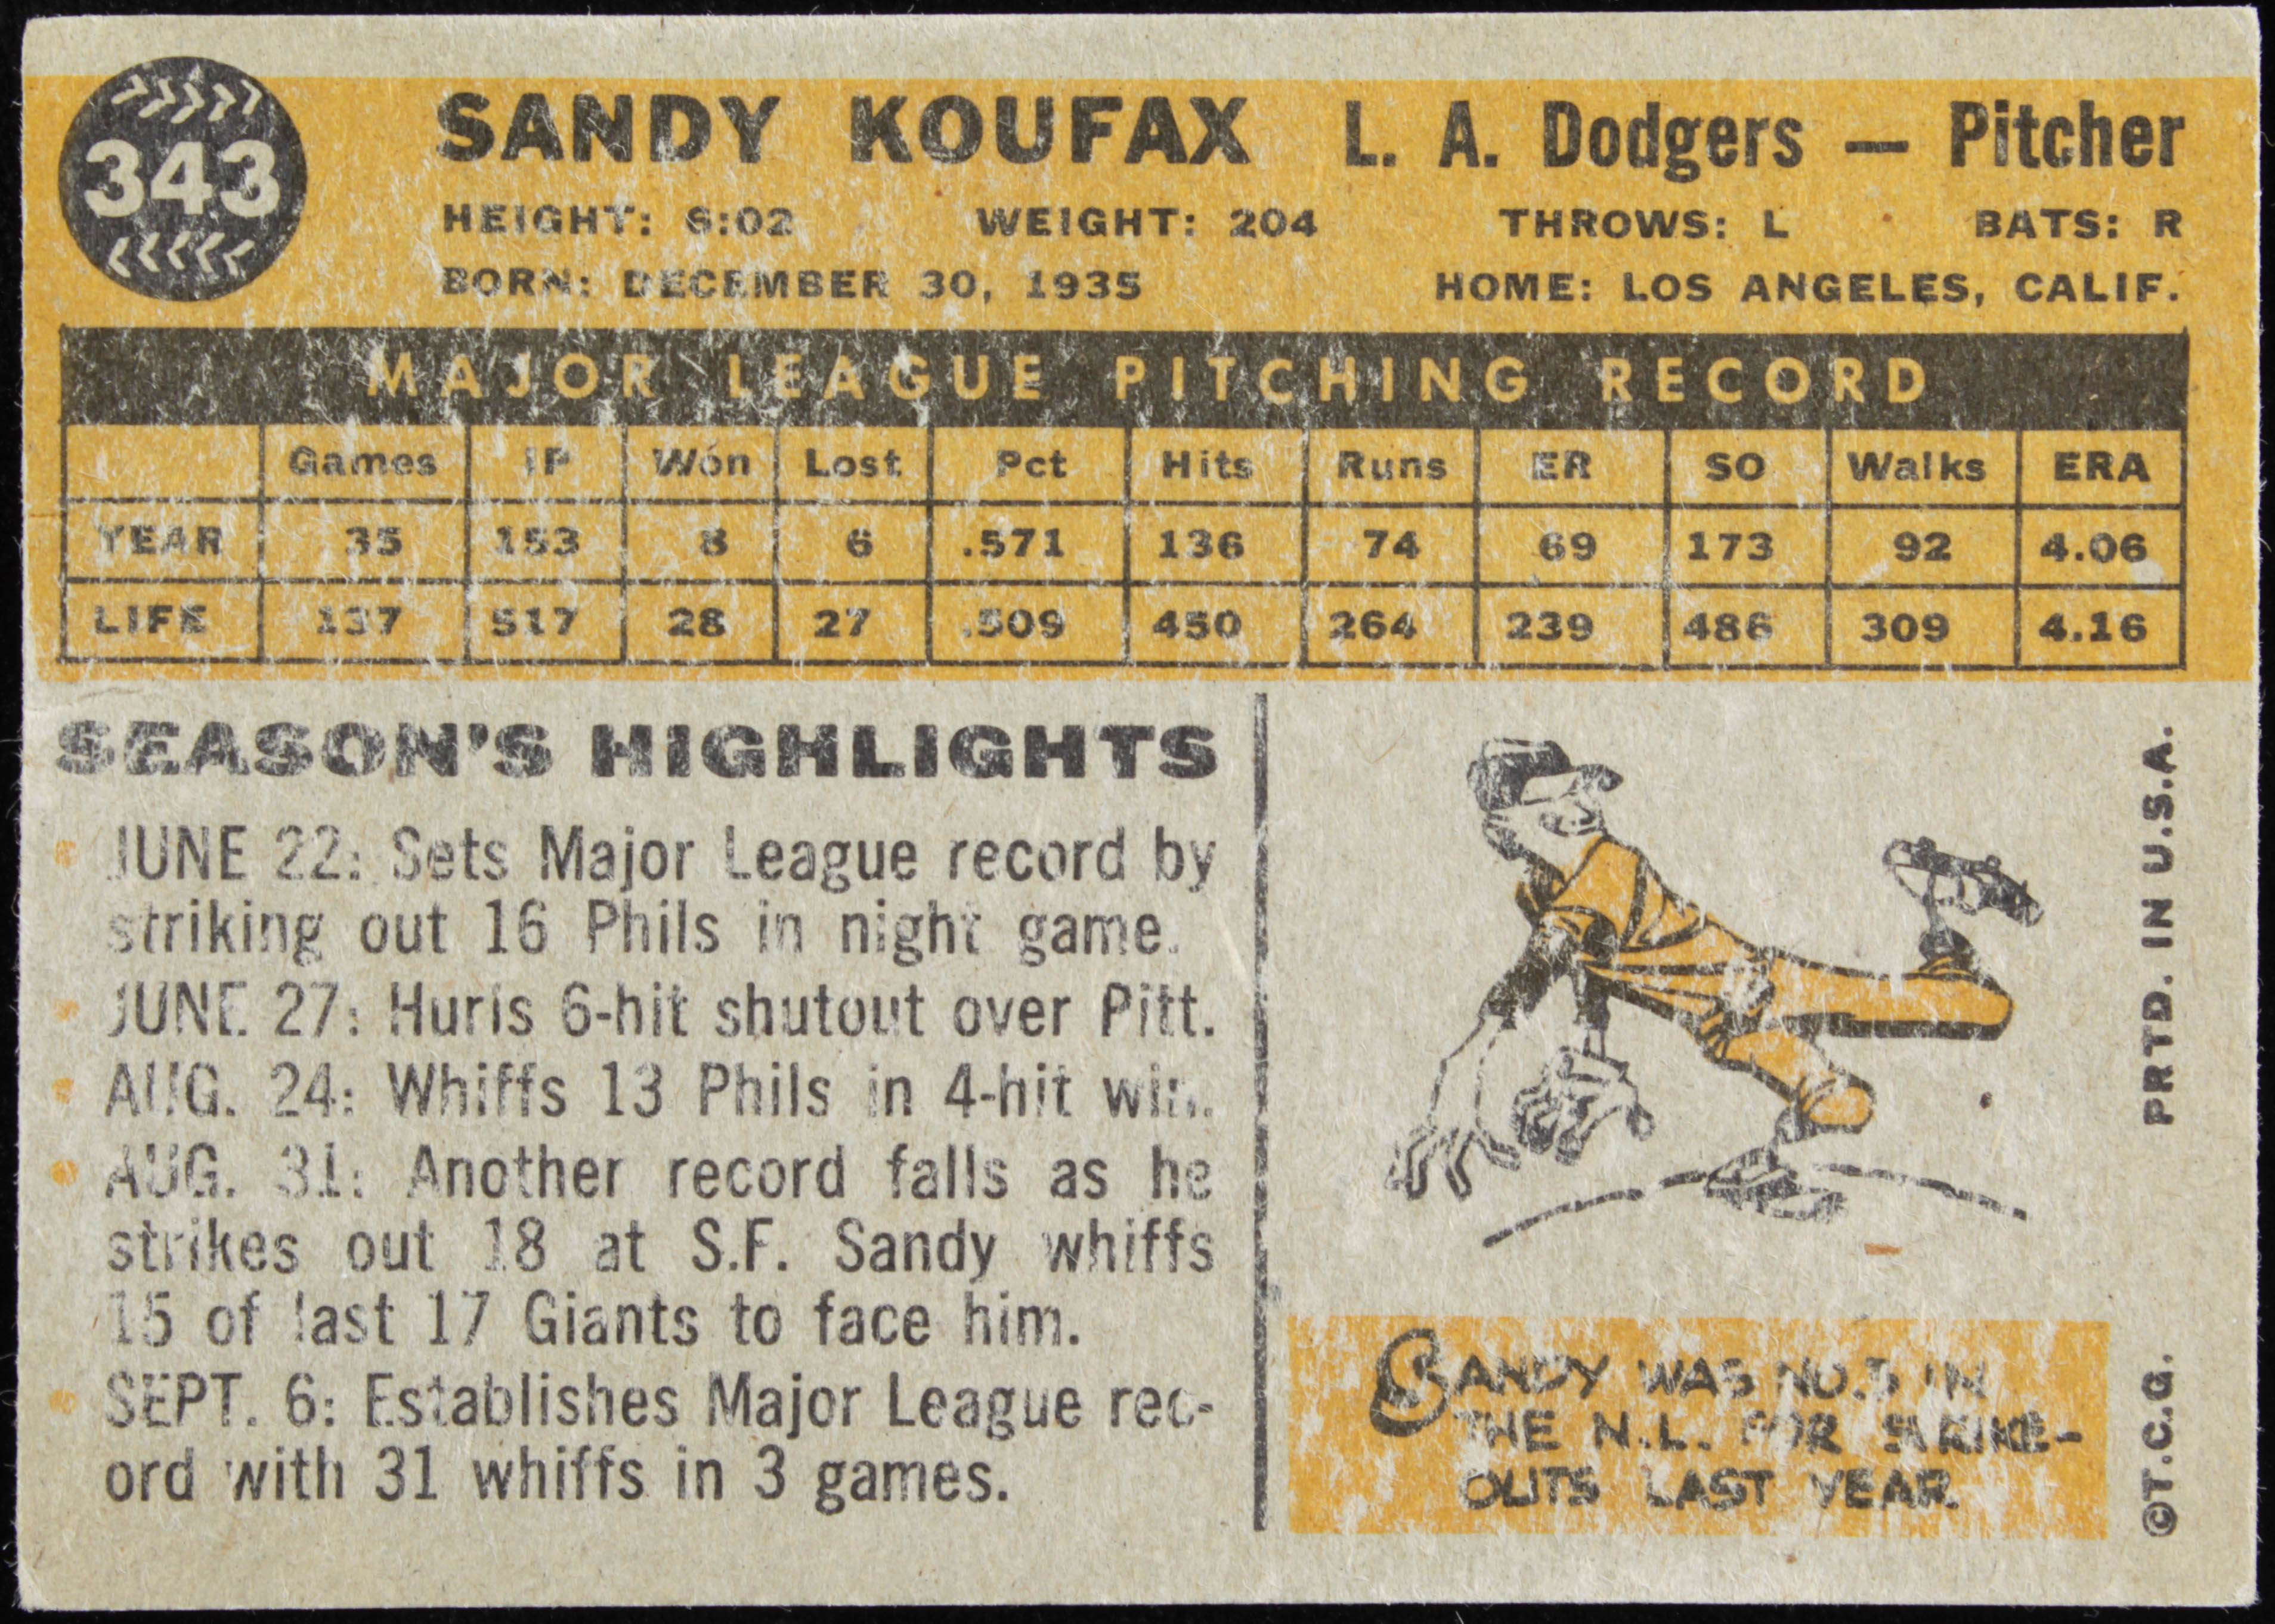 343
SANDY KOUFAX L. A. Dodgers — Pitcher
HEIGHT: 6:02 WEIGHT: 204 THROWS: L BATS: R
BORN: DECEMBER 30, 1935 HOME: LOS ANGELES, CALIF.
MAJOR LEAGUE PITCHING RECORD
Games IP Won Lost Pct Hits Runs ER SO Walks ERA
YEAR 35 153 8 6 .571 136 74 69 173 92 4.06
LIFE 137 517 28 27 .509 450 264 239 486 309 4.16
SEASON'S HIGHLIGHTS
JUNE 22: Sets Major League record by
striking out 16 Phils in night game.
JUNE 27: Hurls 6-hit shutout over Pitt.
AUG. 24: Whiffs 13 Phils in 4-hit win.
AUG. 31: Another record falls as he
strikes out 18 at S.F. Sandy whiffs
15 of last 17 Giants to face him.
SEPT. 6: Establishes Major League rec-
ord with 31 whiffs in 3 games.
SANDY WAS NO.3 IN
THE N.L. FOR STRIKE-
OUTS LAST YEAR
©T.C.G. PRTD. IN U.S.A.